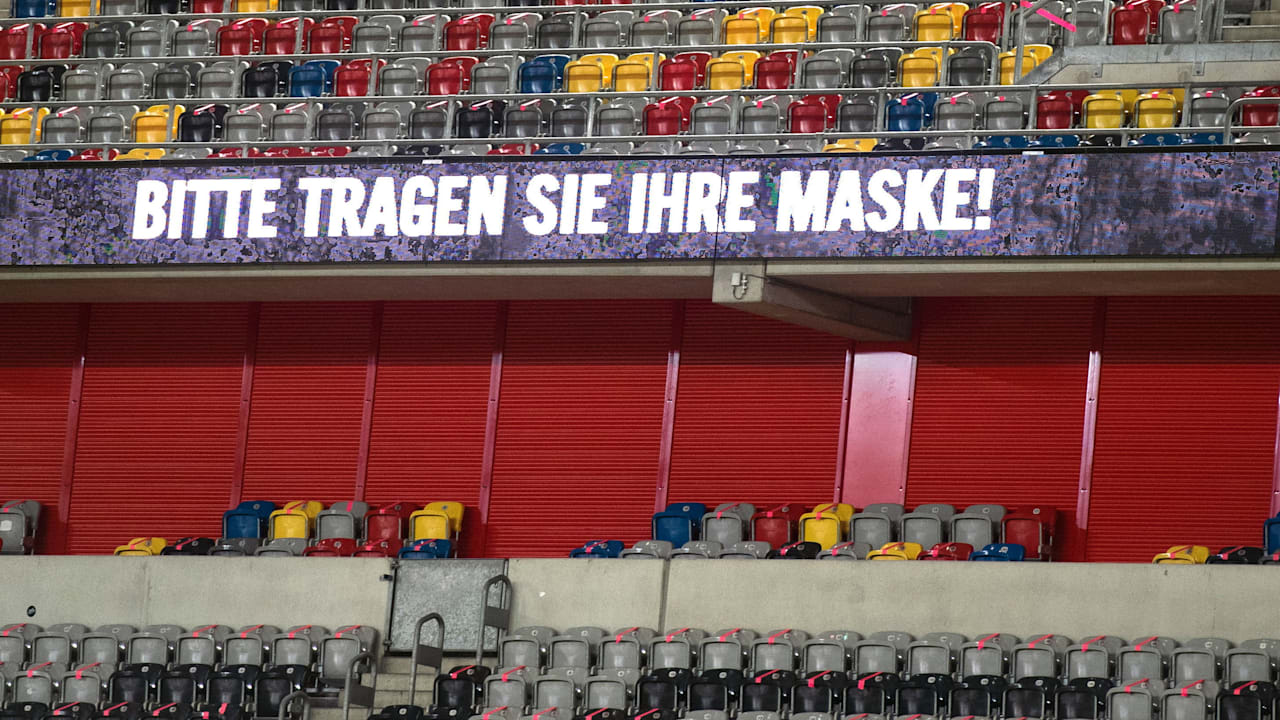 BITTE TRAGEN SIE IHRE MASKE!